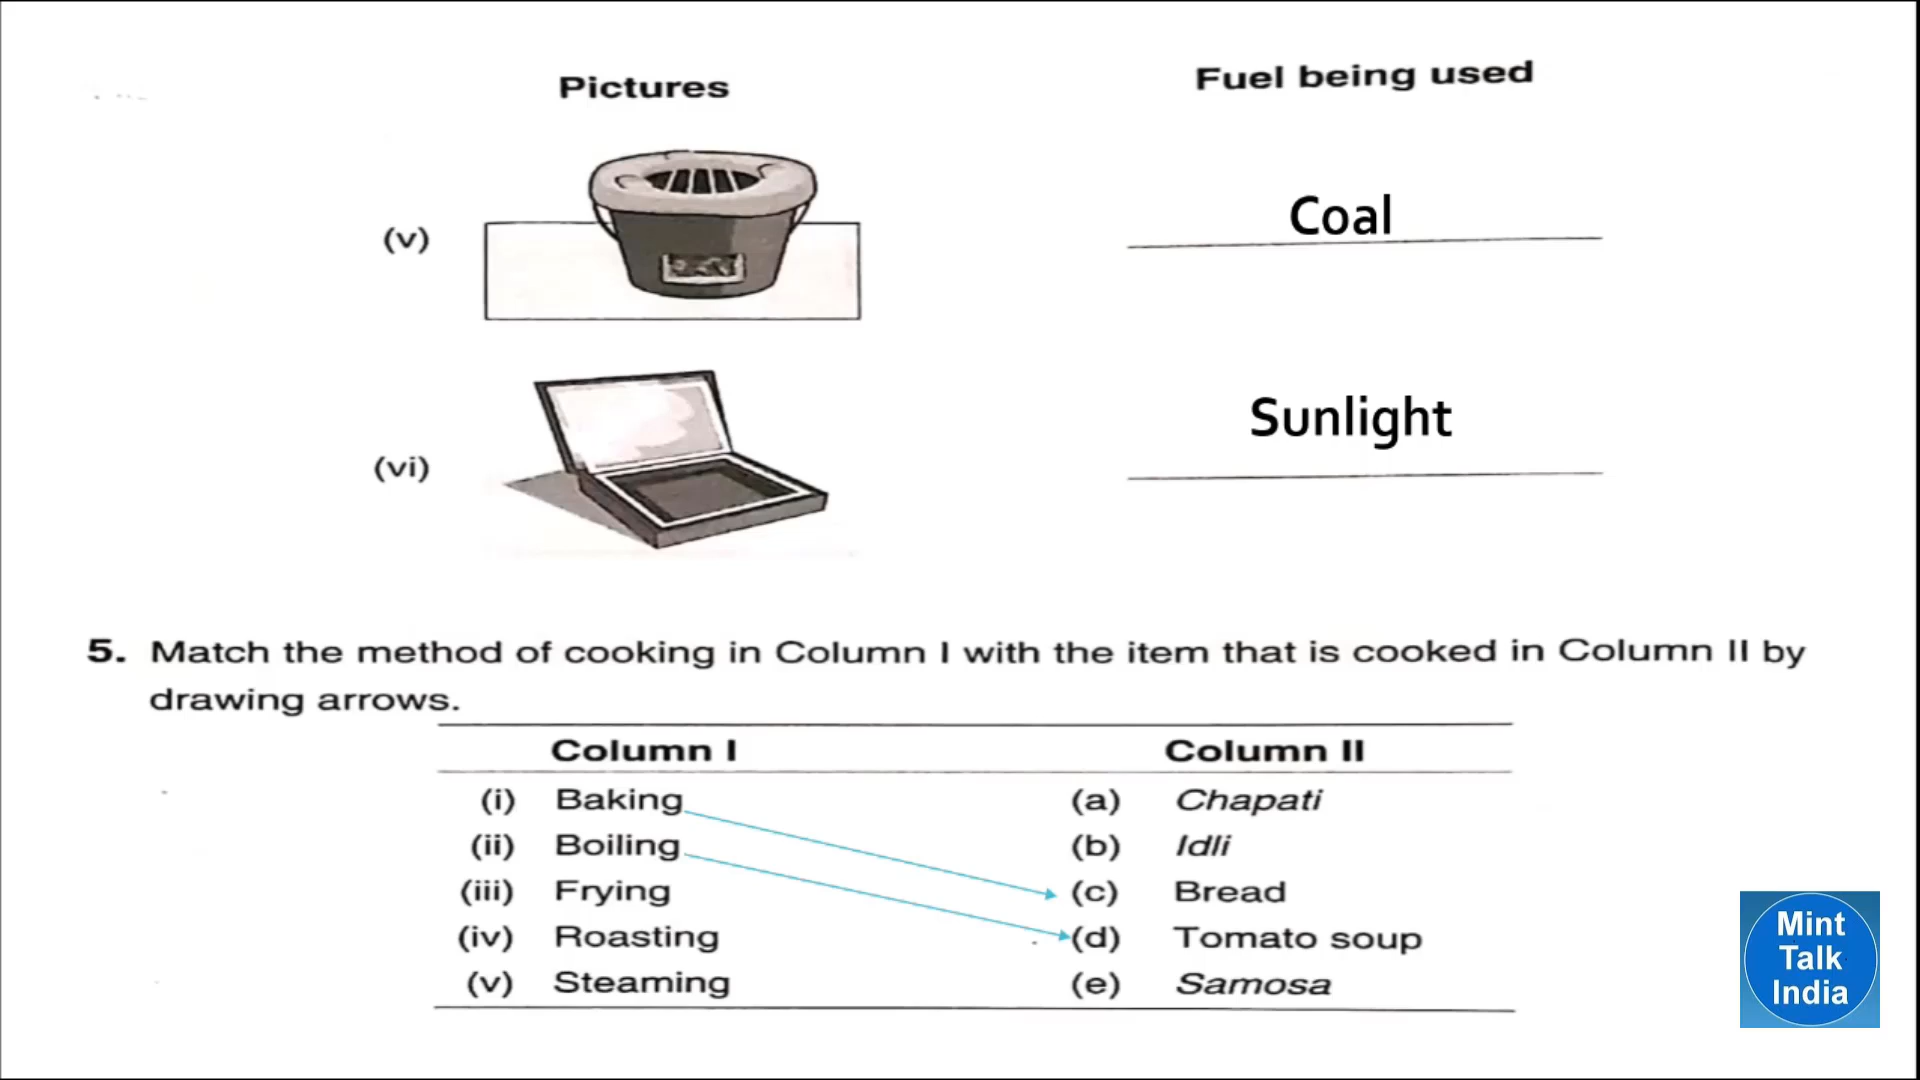 Pictures
Fuel being used
(v)
Coal
(vi)
Sunlight
5. Match the method of cooking in Column I with the item that is cooked in Column II by
drawing arrows.
Column I Column II
(i) Baking (a) Chapati
(ii) Boiling (b) Idli
(iii) Frying (c) Bread
(iv) Roasting (d) Tomato soup
(v) Steaming (e) Samosa
Mint
Talk
India